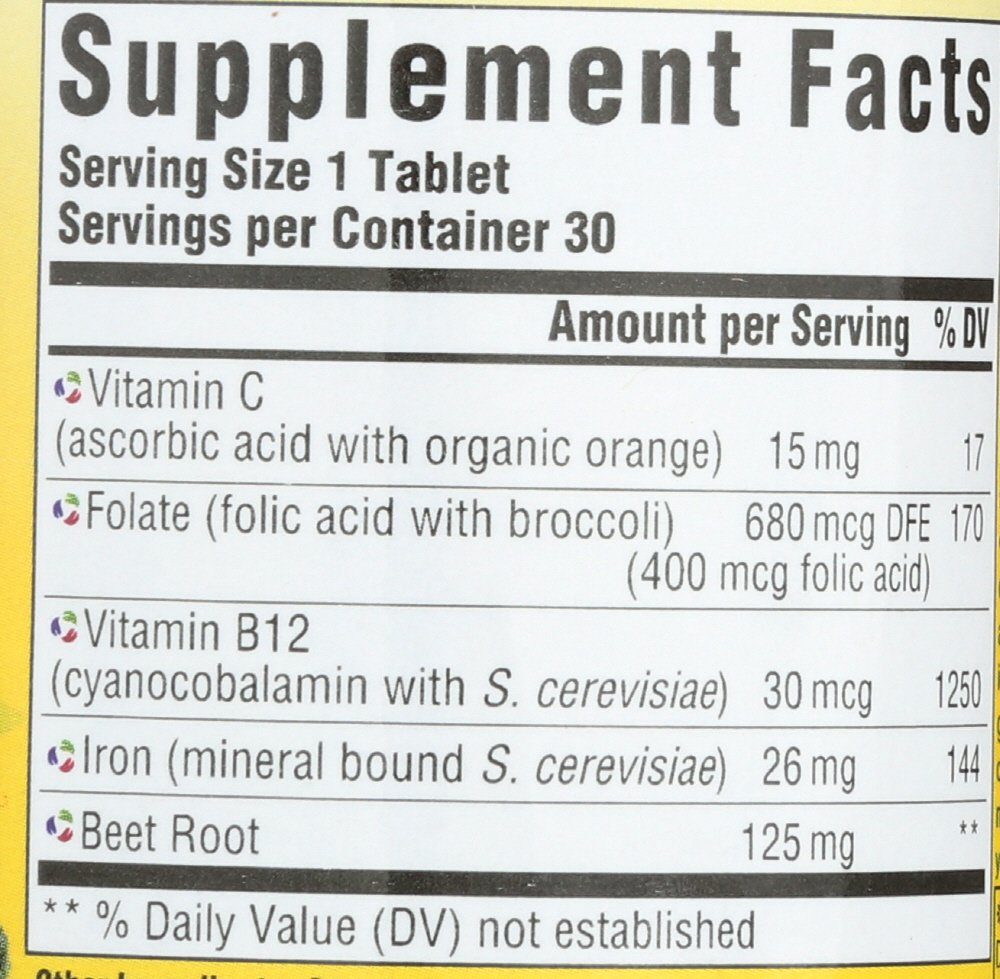 Supplement Facts
Serving Size 1 Tablet
Servings per Container 30
Amount per Serving % DV
Vitamin C
(ascorbic acid with organic orange) 15 mg 17
Folate (folic acid with broccoli) 680 mcg DFE 170
(400 mcg folic acid)
Vitamin B12
(cyanocobalamin with S. cerevisiae) 30 mcg 1250
Iron (mineral bound S. cerevisiae) 26 mg 144
Beet Root 125 mg **
** % Daily Value (DV) not established